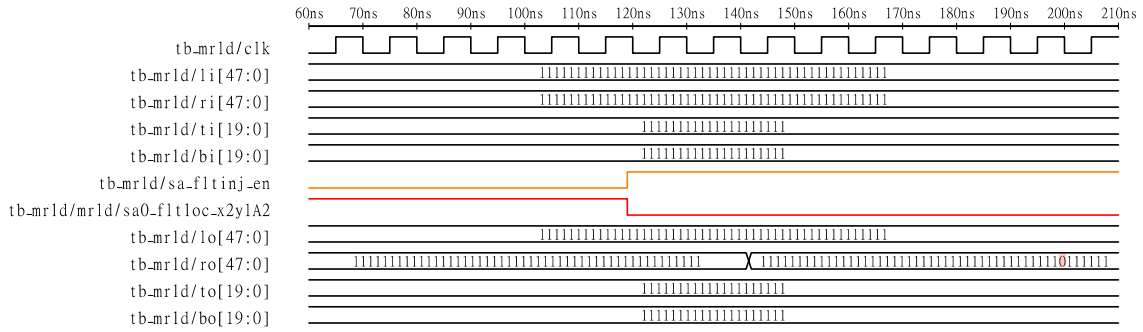 60ns 70ns 80ns 90ns 100ns 110ns 120ns 130ns 140ns 150ns 160ns 170ns 180ns 190ns 200ns 210ns
tb_mrld/clk
tb_mrld/li[47:0] 111111111111111111111111111111111111111111111111
tb_mrld/ri[47:0] 111111111111111111111111111111111111111111111111
tb_mrld/ti[19:0] 11111111111111111111
tb_mrld/bi[19:0] 11111111111111111111
tb_mrld/sa_fltinj_en
tb_mrld/mrld/sa0_fltloc_x2y1A2
tb_mrld/lo[47:0] 111111111111111111111111111111111111111111111111
tb_mrld/ro[47:0] 111111111111111111111111111111111111111111111111 111111111111111111111111111111111111111110111111
tb_mrld/to[19:0] 11111111111111111111
tb_mrld/bo[19:0] 11111111111111111111